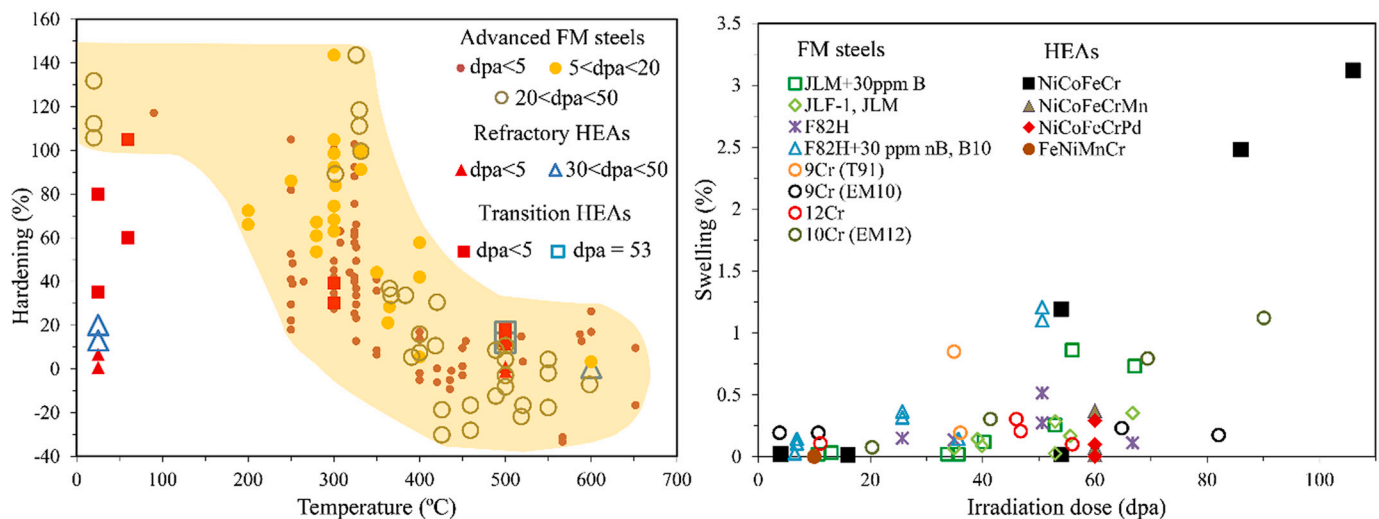 160
140
120
100
80
60
40
20
0
-20
-40
Hardening (%)
0 100 200 300 400 500 600 700
Temperature (ºC)
Advanced FM steels
dpa<5 5<dpa<20
20<dpa<50
Refractory HEAs
dpa<5 30<dpa<50
Transition HEAs
dpa<5 dpa = 53
3.5
3
2.5
2
1.5
1
0.5
0
Swelling (%)
0 20 40 60 80 100
Irradiation dose (dpa)
FM steels
JLM+30ppm B
JLF-1, JLM
F82H
F82H+30 ppm nB, B10
9Cr (T91)
9Cr (EM10)
12Cr
10Cr (EM12)
HEAs
NiCoFeCr
NiCoFeCrMn
NiCoFeCrPd
FeNiMnCr